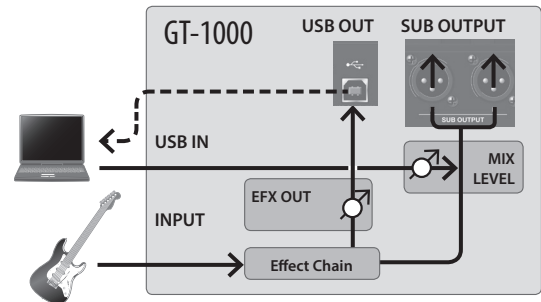 GT-1000
USB OUT
SUB OUTPUT
SUB OUTPUT
USB IN
MIX
LEVEL
EFX OUT
INPUT
Effect Chain